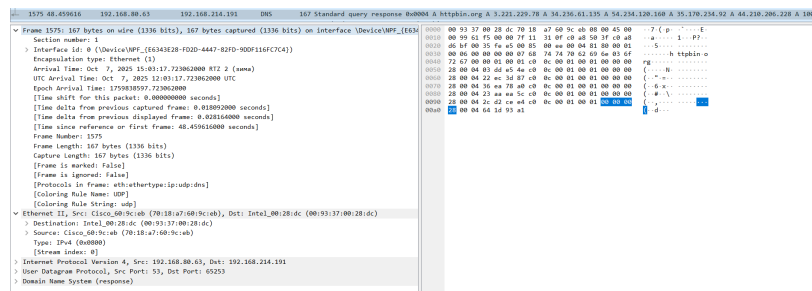 1575 48.459616 192.168.80.63 192.168.214.191 DNS 167 Standard query response 0x0004 A httpbin.org A 3.221.229.78 A 34.236.61.135 A 54.234.120.160 A 35.170.234.92 A 44.210.206.228 A 100
Frame 1575: 167 bytes on wire (1336 bits), 167 bytes captured (1336 bits) on interface \Device\NPF_{E634
Section number: 1
Interface id: 0 (\Device\NPF_{E6343E28-FD2D-4447-82FD-9DDF116FC7C4})
Encapsulation type: Ethernet (1)
Arrival Time: Oct 7, 2025 15:03:17.723062000 RTZ 2 (зима)
UTC Arrival Time: Oct 7, 2025 12:03:17.723062000 UTC
Epoch Arrival Time: 1759838597.723062000
[Time shift for this packet: 0.000000000 seconds]
[Time delta from previous captured frame: 0.018092000 seconds]
[Time delta from previous displayed frame: 0.028164000 seconds]
[Time since reference or first frame: 48.459616000 seconds]
Frame Number: 1575
Frame Length: 167 bytes (1336 bits)
Capture Length: 167 bytes (1336 bits)
[Frame is marked: False]
[Frame is ignored: False]
[Protocols in frame: eth:ethertype:ip:udp:dns]
[Coloring Rule Name: UDP]
[Coloring Rule String: udp]
Ethernet II, Src: Cisco_60:9c:eb (70:18:a7:60:9c:eb), Dst: Intel_00:28:dc (00:93:37:00:28:dc)
Destination: Intel_00:28:dc (00:93:37:00:28:dc)
Source: Cisco_60:9c:eb (70:18:a7:60:9c:eb)
Type: IPv4 (0x0800)
[Stream index: 0]
Internet Protocol Version 4, Src: 192.168.80.63, Dst: 192.168.214.191
User Datagram Protocol, Src Port: 53, Dst Port: 65253
Domain Name System (response)
0000 00 93 37 00 28 dc 70 18 a7 60 9c eb 08 00 45 00
0010 00 99 61 f5 00 00 7f 11 31 0f c0 a8 50 3f c0 a8
0020 d6 bf 00 35 fe e5 00 85 00 ee 00 04 81 80 00 01
0030 00 06 00 00 00 00 07 68 74 74 70 62 69 6e 03 6f
0040 72 67 00 00 01 00 01 c0 0c 00 01 00 01 00 00 00
0050 28 00 04 03 dd e5 4e c0 0c 00 01 00 01 00 00 00
0060 28 00 04 22 ec 3d 87 c0 0c 00 01 00 01 00 00 00
0070 28 00 04 36 ea 78 a0 c0 0c 00 01 00 01 00 00 00
0080 28 00 04 23 aa ea 5c c0 0c 00 01 00 01 00 00 00
0090 28 00 04 2c d2 ce e4 c0 0c 00 01 00 01 00 00 00
00a0 28 00 04 64 1d 93 a1